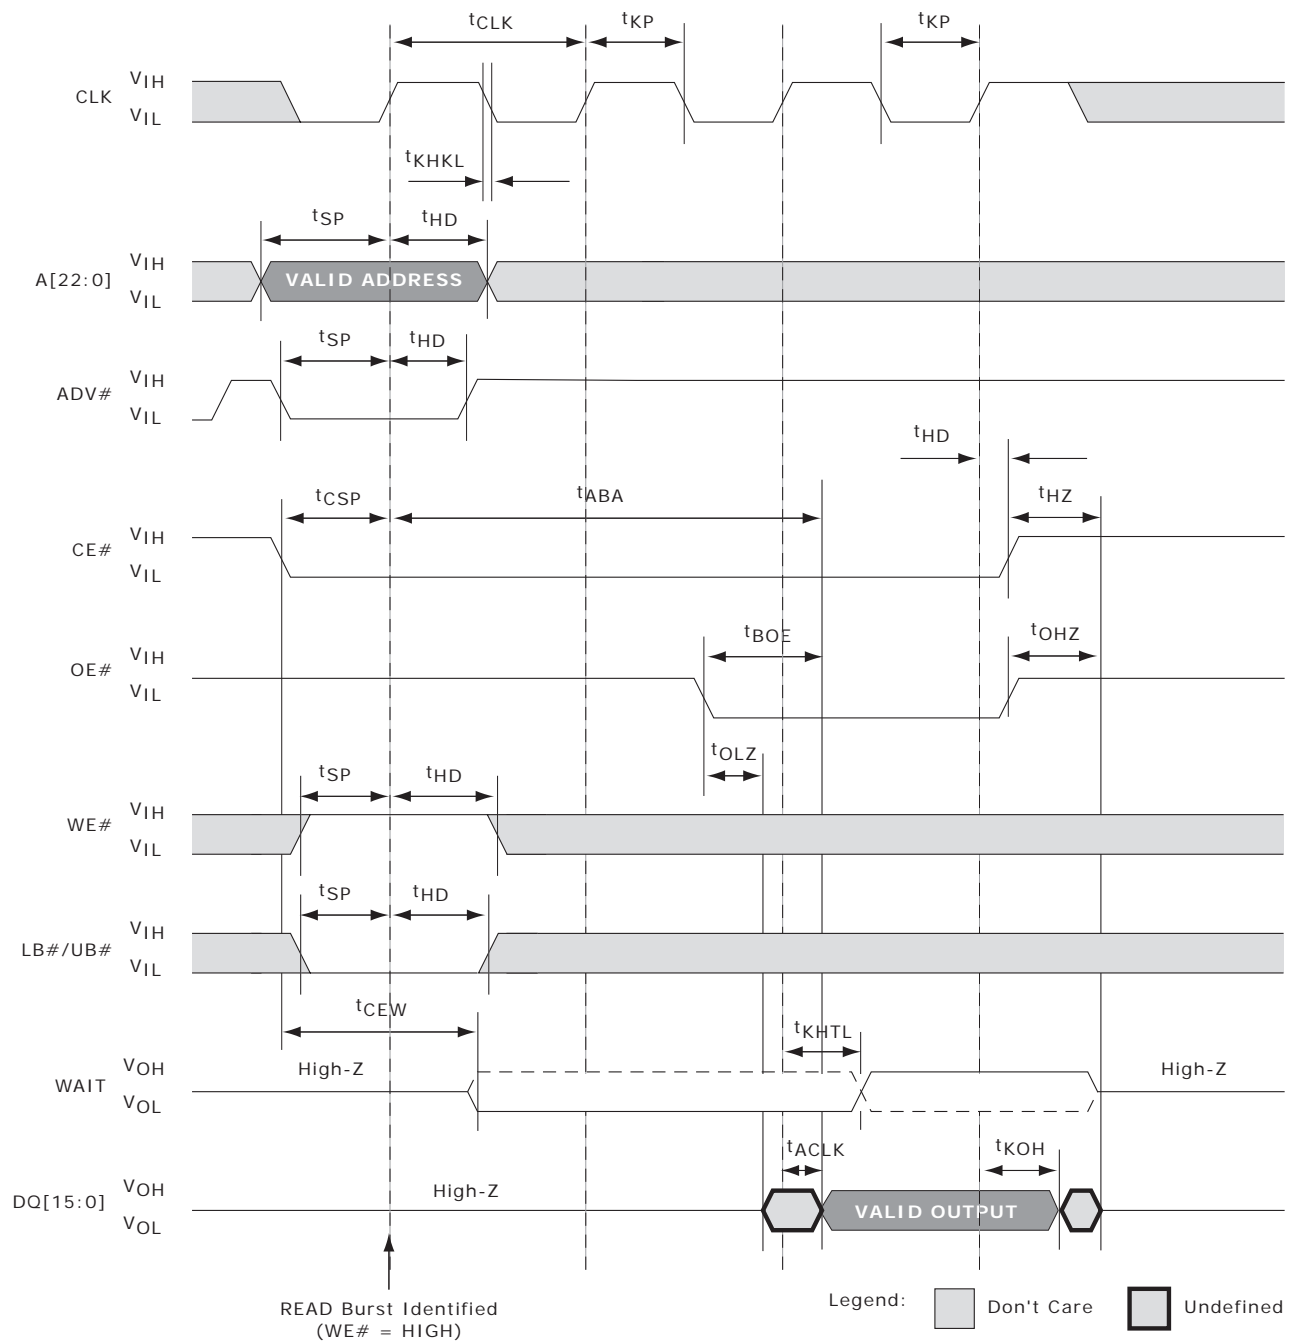 tCLK
tKP
tKP
CLK
VIH
VIL
tKHKL
tSP
tHD
A[22:0]
VIH
VIL
VALID ADDRESS
tSP
tHD
ADV#
VIH
VIL
tHD
tCSP
tABA
tHZ
CE#
VIH
VIL
tBOE
tOHZ
OE#
VIH
VIL
tOLZ
tSP
tHD
WE#
VIH
VIL
tSP
tHD
LB#/UB#
VIH
VIL
tCEW
tKHTL
WAIT
VOH
VOL
High-Z
High-Z
tACLK
tKOH
DQ[15:0]
VOH
VOL
High-Z
VALID OUTPUT
READ Burst Identified
(WE# = HIGH)
Legend:
Don't Care
Undefined